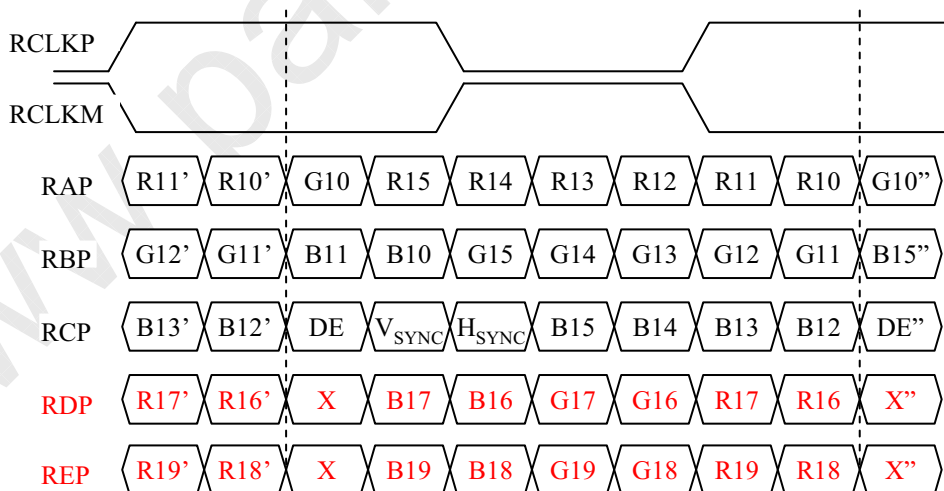 RCLKP
RCLKM
RAP R11’ R10’ G10 R15 R14 R13 R12 R11 R10 G10”
RBP G12’ G11’ B11 B10 G15 G14 G13 G12 G11 B15”
RCP B13’ B12’ DE VSYNC HSYNC B15 B14 B13 B12 DE”
RDP R17’ R16’ X B17 B16 G17 G16 R17 R16 X”
REP R19’ R18’ X B19 B18 G19 G18 R19 R18 X”